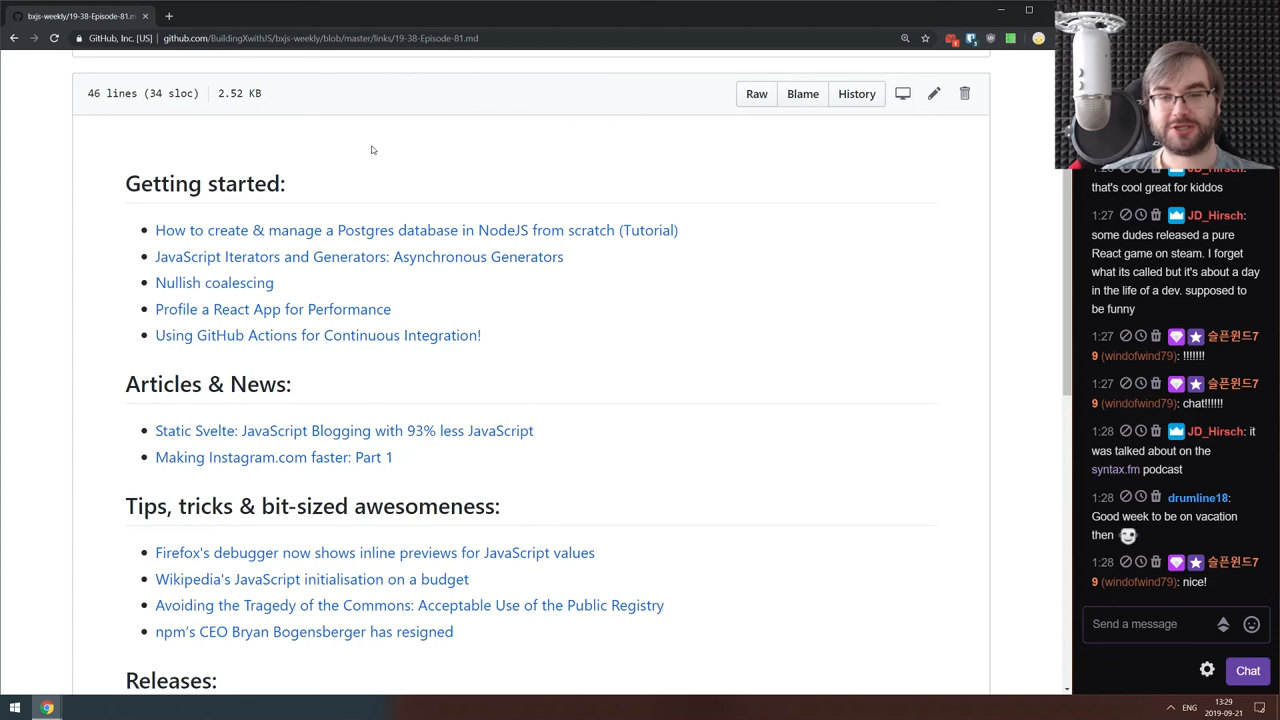 bxjs-weekly/19-38-Episode-81.m
GitHub, Inc. [US]
github.com/BuildingXwithJS/bxjs-weekly/blob/master/links/19-38-Episode-81.md
46 lines (34 sloc)
2.52 KB
Raw
Blame
History
Getting started:
How to create & manage a Postgres database in NodeJS from scratch (Tutorial)
JavaScript Iterators and Generators: Asynchronous Generators
Nullish coalescing
Profile a React App for Performance
Using GitHub Actions for Continuous Integration!
Articles & News:
Static Svelte: JavaScript Blogging with 93% less JavaScript
Making Instagram.com faster: Part 1
Tips, tricks & bit-sized awesomeness:
Firefox's debugger now shows inline previews for JavaScript values
Wikipedia's JavaScript initialisation on a budget
Avoiding the Tragedy of the Commons: Acceptable Use of the Public Registry
npm’s CEO Bryan Bogensberger has resigned
Releases:
that's cool great for kiddos
1:27 JD_Hirsch:
some dudes released a pure
React game on steam. I forget
what its called but it's about a day
in the life of a dev. supposed to
be funny
1:27 슬픈윈드7
9 (windofwind79): !!!!!!!
1:27 슬픈윈드7
9 (windofwind79): chat!!!!!!
1:28 JD_Hirsch: it
was talked about on the
syntax.fm podcast
1:28 drumline18:
Good week to be on vacation
then
1:28 슬픈윈드7
9 (windofwind79): nice!
Send a message
Chat
ENG
13:29
2019-09-21